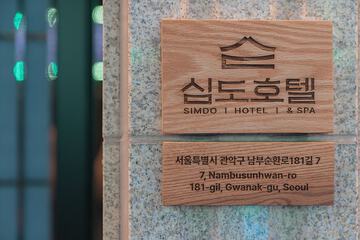 심도호텔
SIMDO | HOTEL | & SPA
서울특별시 관악구 남부순환로181길 7
7, Nambusunhwan-ro
181-gil, Gwanak-gu, Seoul